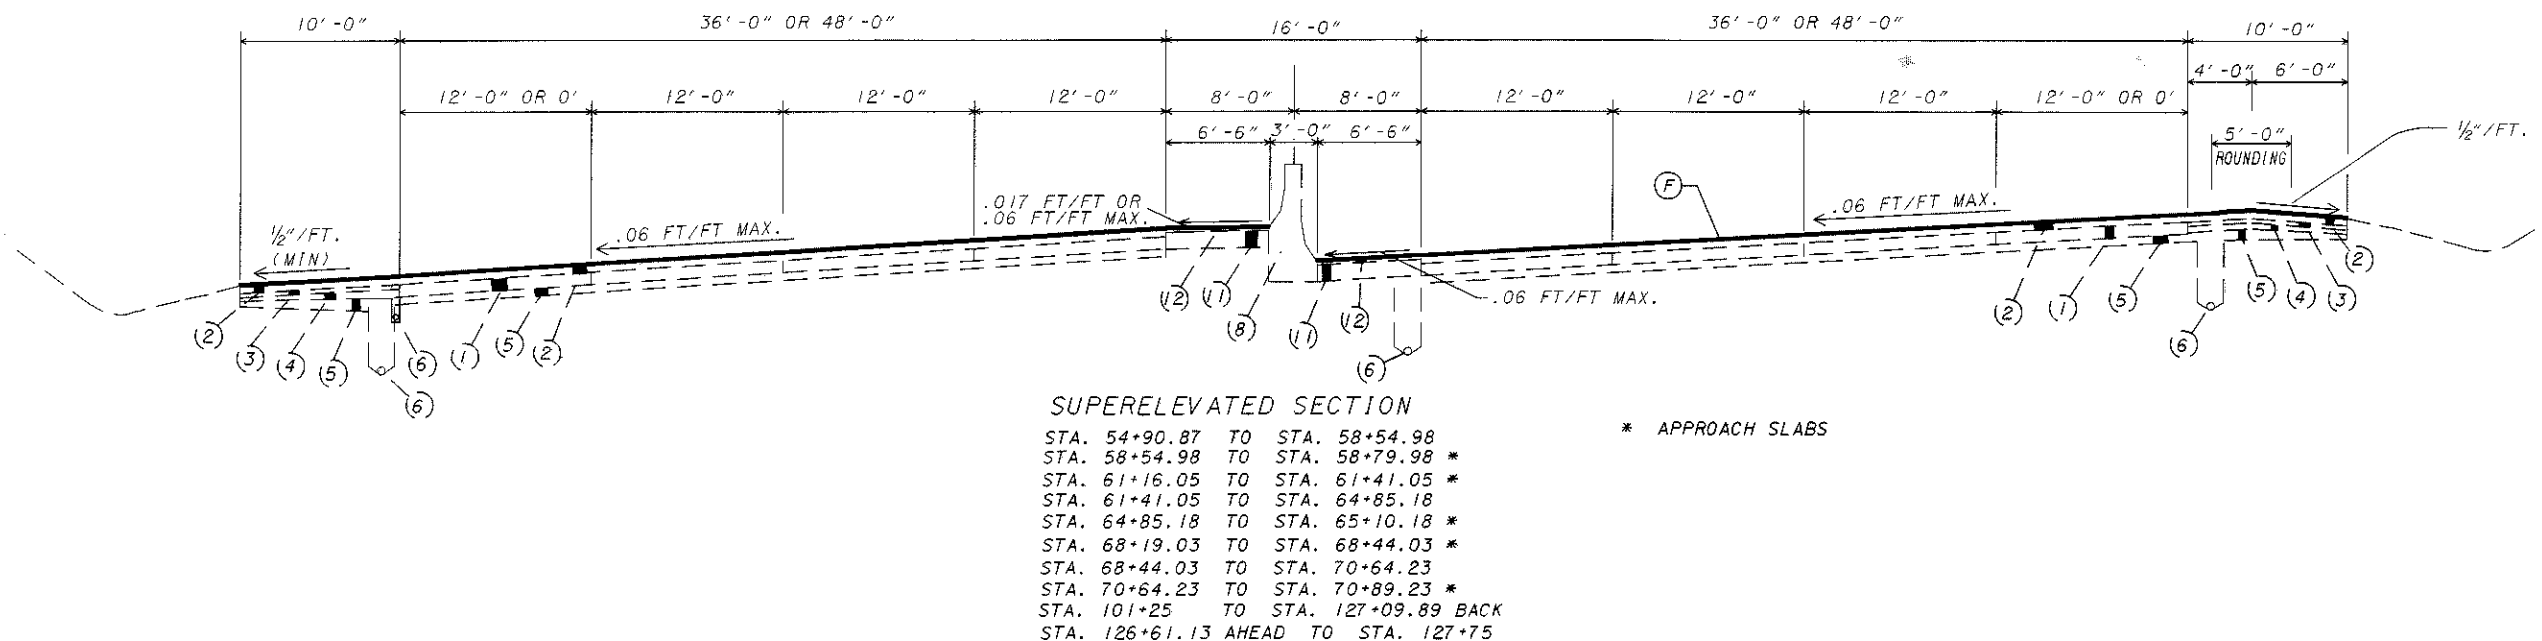 10'-0" 36'-0" OR 48'-0" 16'-0" 36'-0" OR 48'-0" 10'-0"
4'-0" 6'-0"
12'-0" OR 0' 12'-0" 12'-0" 12'-0" 8'-0" 8'-0" 12'-0" 12'-0" 12'-0" 12'-0" OR 0'
6'-6" 3'-0" 6'-6" 5'-0" 1/2"/FT.
ROUNDING
F
.017 FT/FT OR
.06 FT/FT MAX.
.06 FT/FT MAX.
1/2"/FT.
(MIN)
.06 FT/FT MAX.
.06 FT/FT MAX.
2 3 4 5 6 6 1 5 2 12 11 8 11 12 6 2 1 5 6 5 4 3 2
SUPERELEVATED SECTION
* APPROACH SLABS
STA. 54+90.87 TO STA. 58+54.98
STA. 58+54.98 TO STA. 58+79.98 *
STA. 61+16.05 TO STA. 61+41.05 *
STA. 61+41.05 TO STA. 64+85.18
STA. 64+85.18 TO STA. 65+10.18 *
STA. 68+19.03 TO STA. 68+44.03 *
STA. 68+44.03 TO STA. 70+64.23
STA. 70+64.23 TO STA. 70+89.23 *
STA. 101+25 TO STA. 127+09.89 BACK
STA. 126+61.13 AHEAD TO STA. 127+75